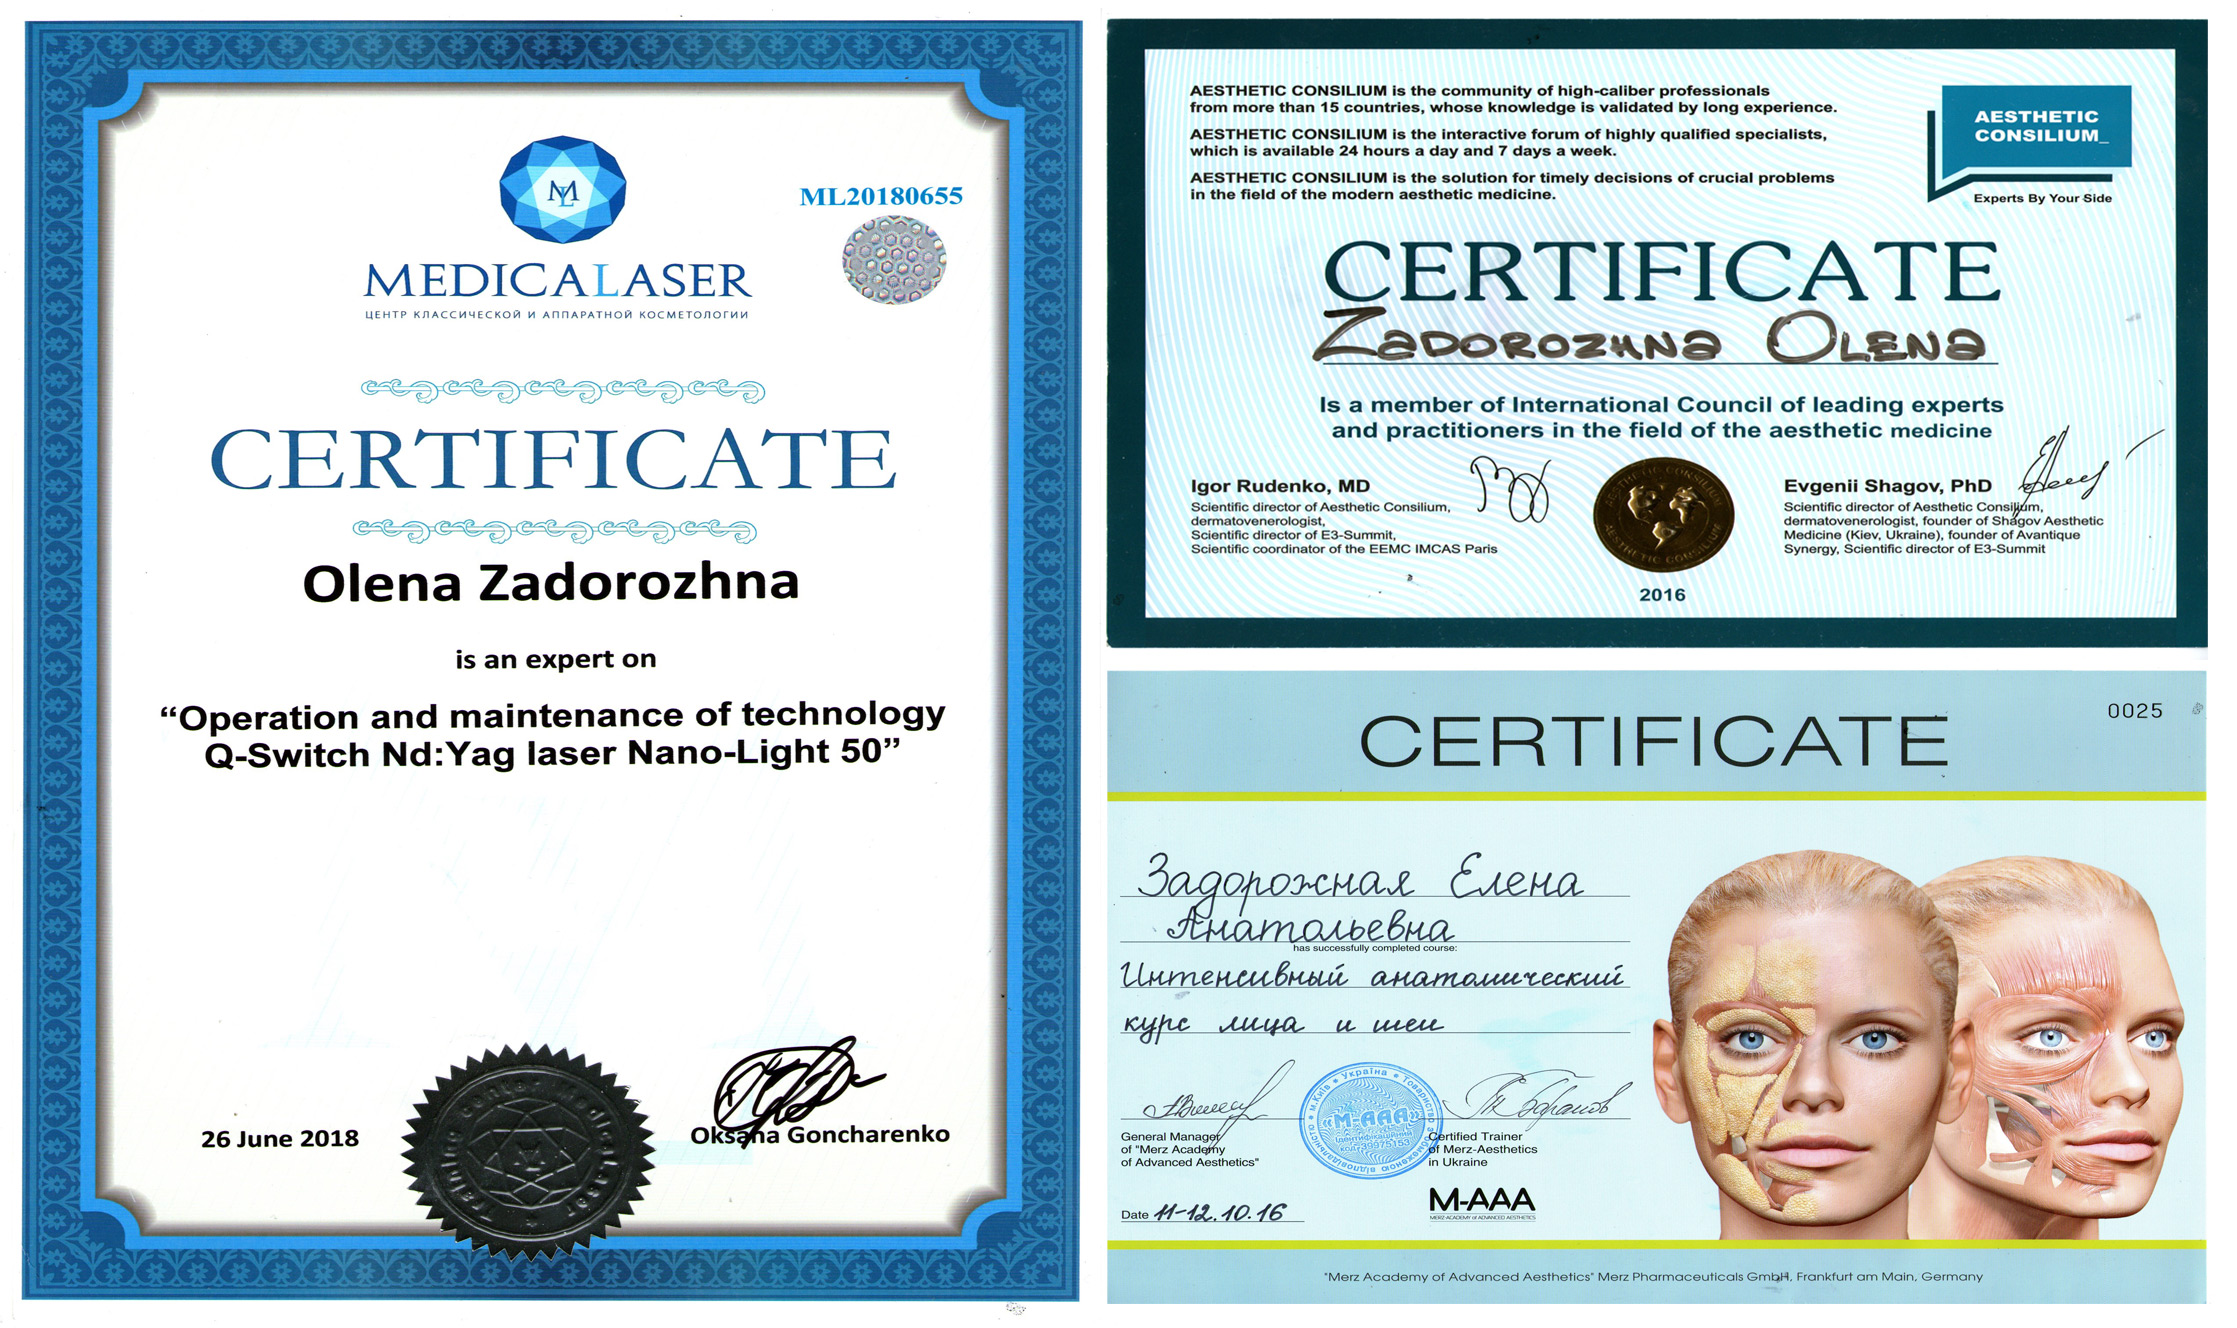 ML
MEDICALASER
ЦЕНТР КЛАССИЧЕСКОЙ И АППАРАТНОЙ КОСМЕТОЛОГИИ
ML20180655
CERTIFICATE
Olena Zadorozhna
is an expert on
“Operation and maintenance of technology
Q-Switch Nd:Yag laser Nano-Light 50”
26 June 2018
Oksana Goncharenko
AESTHETIC CONSILIUM is the community of high-caliber professionals
from more than 15 countries, whose knowledge is validated by long experience.
AESTHETIC CONSILIUM is the interactive forum of highly qualified specialists,
which is available 24 hours a day and 7 days a week.
AESTHETIC CONSILIUM is the solution for timely decisions of crucial problems
in the field of the modern aesthetic medicine.
AESTHETIC
CONSILIUM_
Experts By Your Side
CERTIFICATE
ZADOROZHNA OLENA
Is a member of International Council of leading experts
and practitioners in the field of the aesthetic medicine
Igor Rudenko, MD
Scientific director of Aesthetic Consilium,
dermatovenerologist,
Scientific director of E3-Summit,
Scientific coordinator of the EEMC IMCAS Paris
AESTHETIC CONSILIUM
AESTHETIC CONSILIUM
2016
Evgenii Shagov, PhD
Scientific director of Aesthetic Consilium,
dermatovenerologist, founder of Shagov Aesthetic
Medicine (Kiev, Ukraine), founder of Avantique
Synergy, Scientific director of E3-Summit
CERTIFICATE
0025
Задорожная Елена
Анатольевна
has successfully completed course:
Интенсивный анатомический
курс лица и шеи
General Manager
of "Merz Academy
of Advanced Aesthetics"
м.Київ * Україна * Товариство з обмеженою відповідальністю
«М-ААА»
Ідентифікаційний
Certified Trainer
of Merz-Aesthetics
in Ukraine
Date 11-12.10.16
M-AAA
MERZ-ACADEMY of ADVANCED AESTHETICS
"Merz Academy of Advanced Aesthetics" Merz Pharmaceuticals GmbH, Frankfurt am Main, Germany